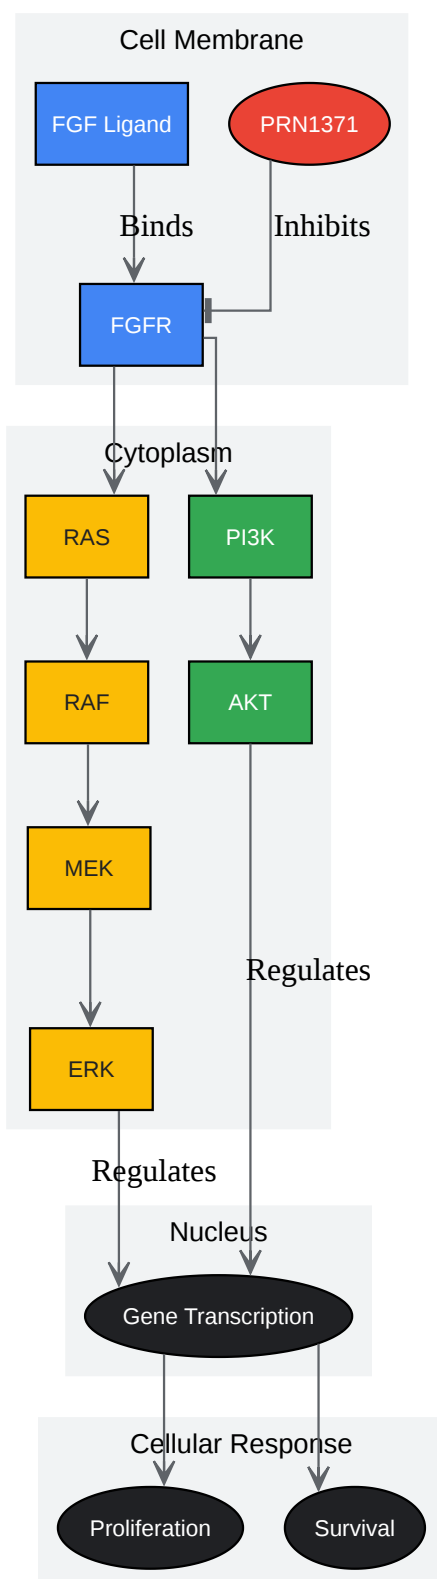 Cell Membrane
FGF Ligand
PRN1371
Binds
Inhibits
FGFR
Cytoplasm
RAS
PI3K
RAF
AKT
MEK
Regulates
ERK
Regulates
Nucleus
Gene Transcription
Cellular Response
Proliferation
Survival